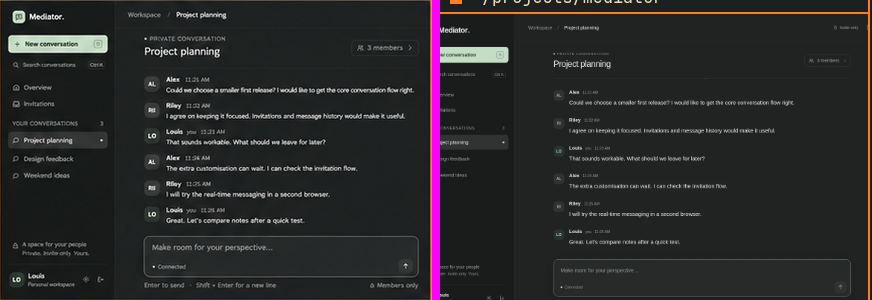 Mediator.
Workspace / Project planning
+ New conversation
Search conversations Ctrl K
Overview
Invitations
YOUR CONVERSATIONS 3
Project planning
Design feedback
Weekend ideas
A space for your people
Private. Invite-only. Yours.
LO Louis
Personal workspace
• PRIVATE CONVERSATION
Project planning
3 members
AL Alex 11:21 AM
Could we choose a smaller first release? I would like to get the core conversation flow right.
RI Riley 11:22 AM
I agree on keeping it focused. Invitations and message history would make it useful.
LO Louis you 11:23 AM
That sounds workable. What should we leave for later?
AL Alex 11:24 AM
The extra customisation can wait. I can check the invitation flow.
RI Riley 11:25 AM
I will try the real-time messaging in a second browser.
LO Louis you 11:26 AM
Great. Let's compare notes after a quick test.
Make room for your perspective...
• Connected
Enter to send · Shift + Enter for a new line
Members only
/projects/mediator
Mediator.
Workspace / Project planning
Invite only
conversation
PRIVATE CONVERSATION
Project planning
3 members
Alex
Could we choose a smaller first release? I would like to get the core conversation flow right.
Riley
I agree on keeping it focused. Invitations and message history would make it useful.
Louis you
That sounds workable. What should we leave for later?
Alex
The extra customisation can wait. I can check the invitation flow.
Riley
I will try the real-time messaging in a second browser.
Louis you
Great. Let's compare notes after a quick test.
Make room for your perspective...
Connected